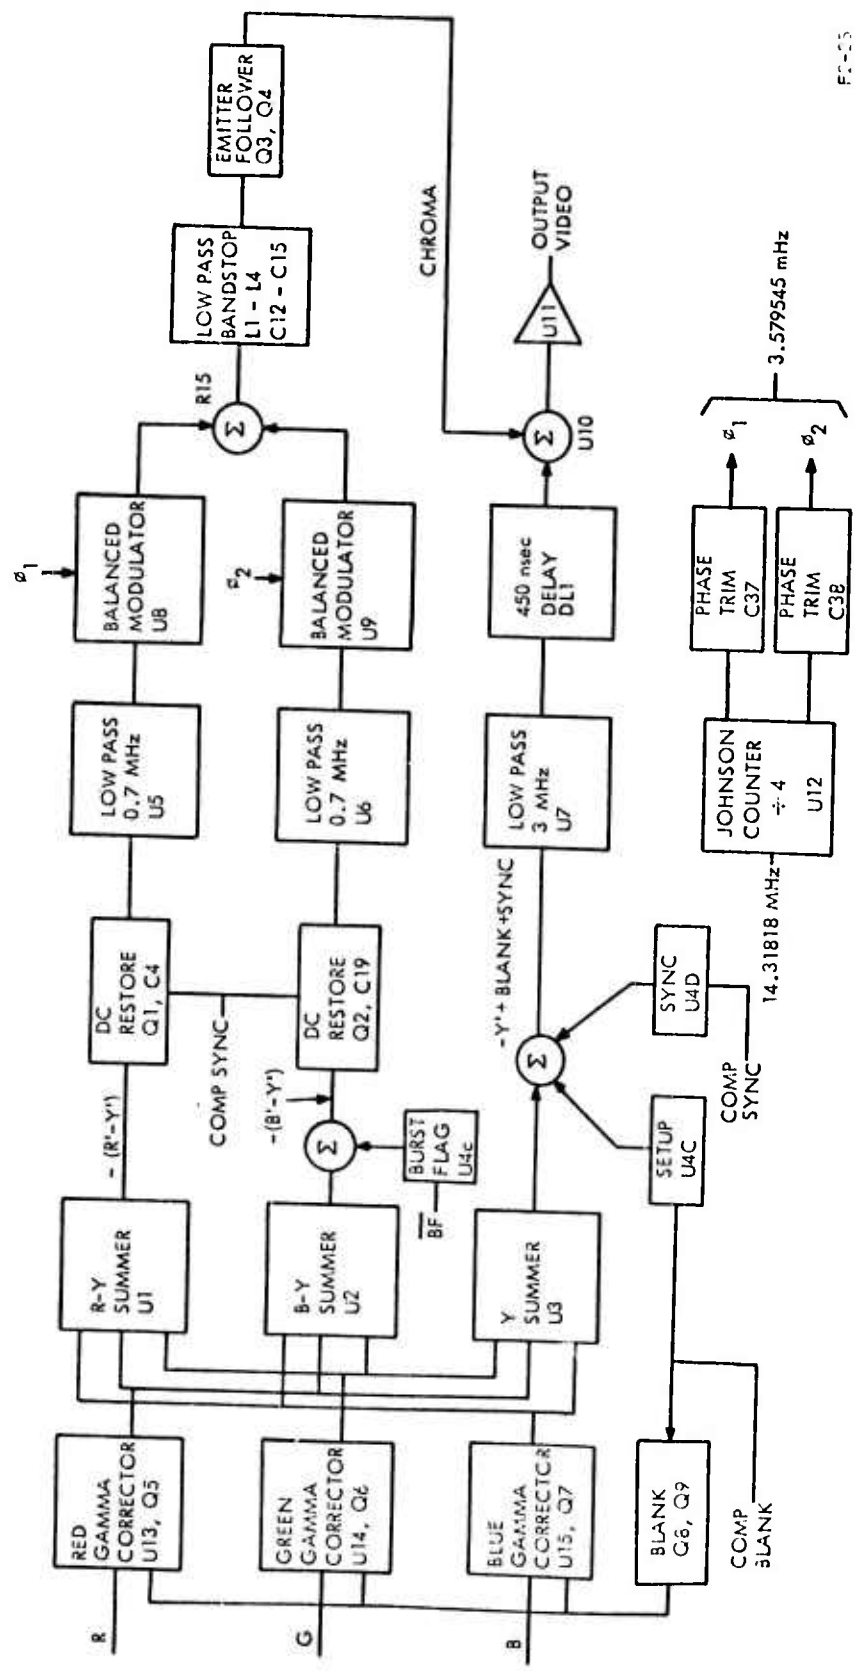 R
RED
GAMMA
CORRECTOR
U13, Q5
R-Y
SUMMER
U1
- (R'-Y')
DC
RESTORE
Q1, C4
LOW PASS
0.7 MHz
U5
ø1
BALANCED
MODULATOR
U8
R15
Σ
LOW PASS
BANDSTOP
L1 - L4
C12 - C15
EMITTER
FOLLOWER
Q3, Q4
G
GREEN
GAMMA
CORRECTOR
U14, Q6
B-Y
SUMMER
U2
Σ
-(B'-Y')
COMP SYNC
DC
RESTORE
Q2, C19
LOW PASS
0.7 MHz
U6
ø2
BALANCED
MODULATOR
U9
CHROMA
BF
BURST
FLAG
U4c
B
BLUE
GAMMA
CORRECTOR
U15, Q7
Y
SUMMER
U3
Σ
-Y'+ BLANK+SYNC
LOW PASS
3 MHz
U7
450 nsec
DELAY
DL1
Σ
U10
U11
OUTPUT
VIDEO
BLANK
Q8, Q9
COMP
BLANK
SETUP
U4C
COMP
SYNC
SYNC
U4D
14.31818 MHz
JOHNSON
COUNTER
÷ 4
U12
PHASE
TRIM
C37
ø1
PHASE
TRIM
C38
ø2
3.579545 mHz